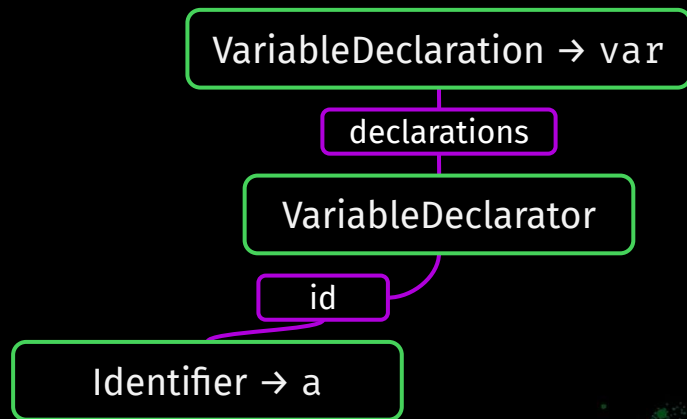 VariableDeclaration → var
declarations
VariableDeclarator
id
Identifier → a